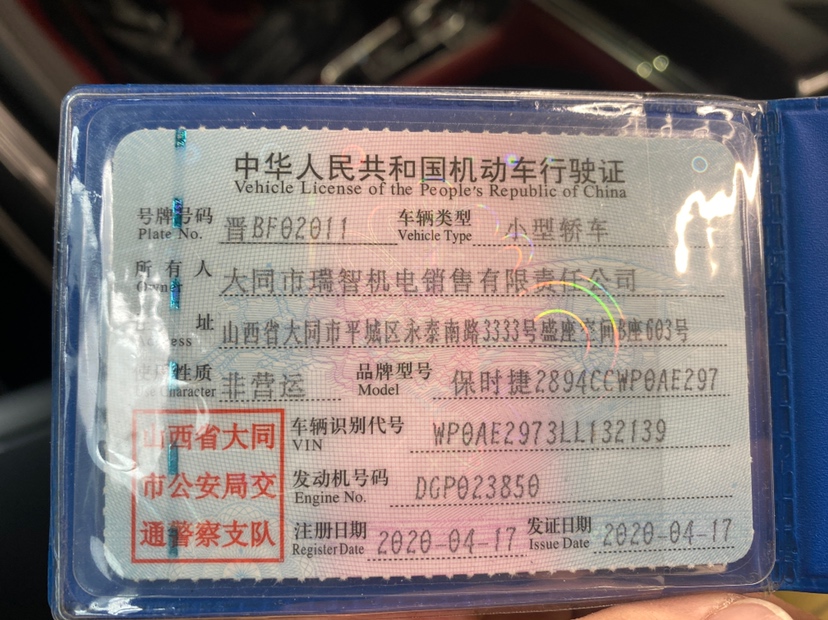 中华人民共和国机动车行驶证
Vehicle License of the People's Republic of China
号牌号码 晋BF02011 车辆类型 小型轿车
Plate No. Vehicle Type
所有人 大同市瑞智机电销售有限责任公司
Owner
址 山西省大同市平城区永泰南路3333号盛座空间B座603号
Address
使用性质 非营运 品牌型号 保时捷2894CCWP0AE297
Character Model
山西省大同市公安局交通警察支队
车辆识别代号 WP0AE2973LL132139
VIN
发动机号码 DGP023850
Engine No.
注册日期 2020-04-17 发证日期 2020-04-17
Register Date Issue Date